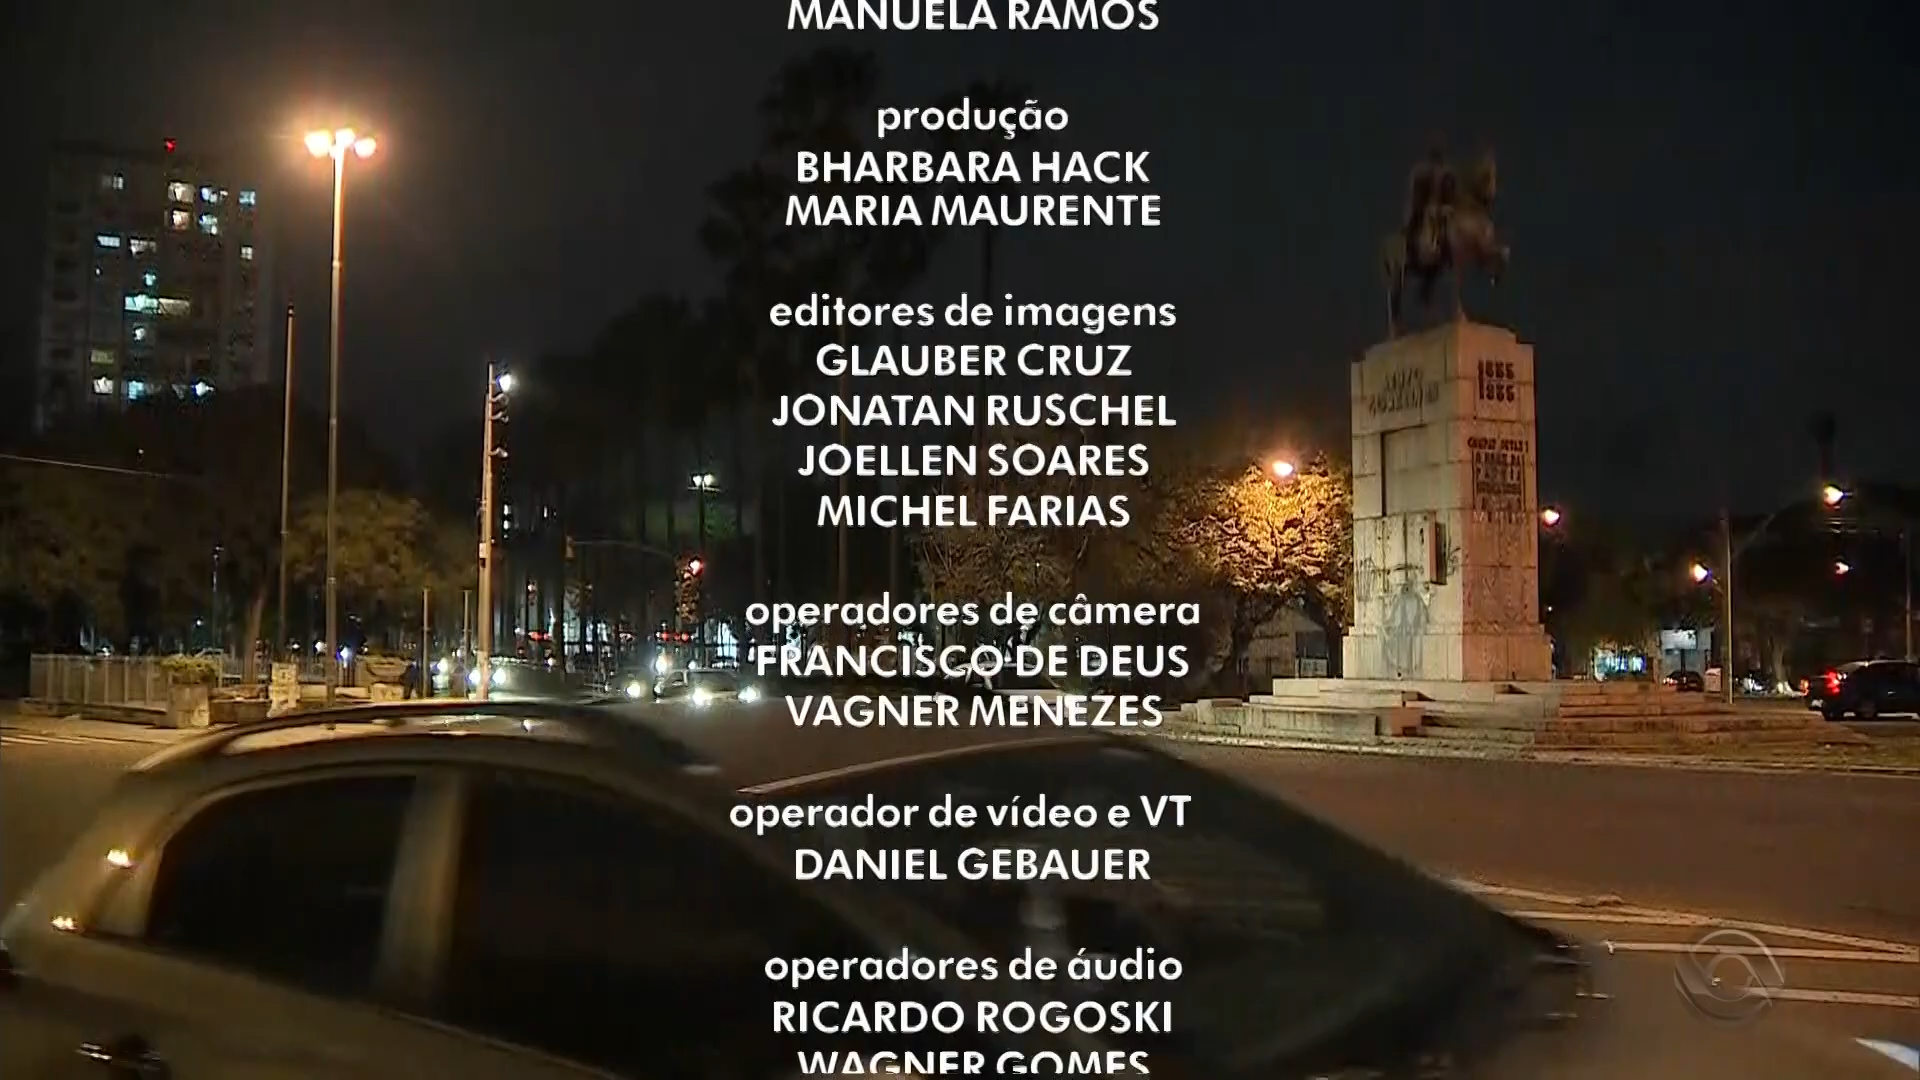 MANUELA RAMOS
produção
BHARBARA HACK
MARIA MAURENTE
editores de imagens
GLAUBER CRUZ
JONATAN RUSCHEL
JOELLEN SOARES
MICHEL FARIAS
operadores de câmera
FRANCISCO DE DEUS
VAGNER MENEZES
operador de vídeo e VT
DANIEL GEBAUER
operadores de áudio
RICARDO ROGOSKI
WAGNER GOMES